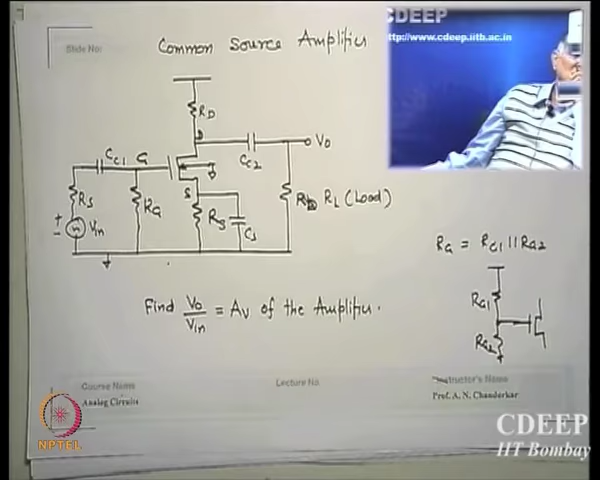 CDEEP
http://www.cdeep.iitb.ac.in
Slide No:
Common Source Amplifier
RD
D
CC1
G
CC2
Vo
S
RS
+
-
Vin
RG
RS
CS
RL (Load)
RG = RG1 || RG2
RG1
RG2
Find Vo/Vin = AV of the Amplifier.
Course Name
Analog Circuits
Lecture No.
Instructor's Name
Prof. A. N. Chandorkar
NPTEL
CDEEP
IIT Bombay